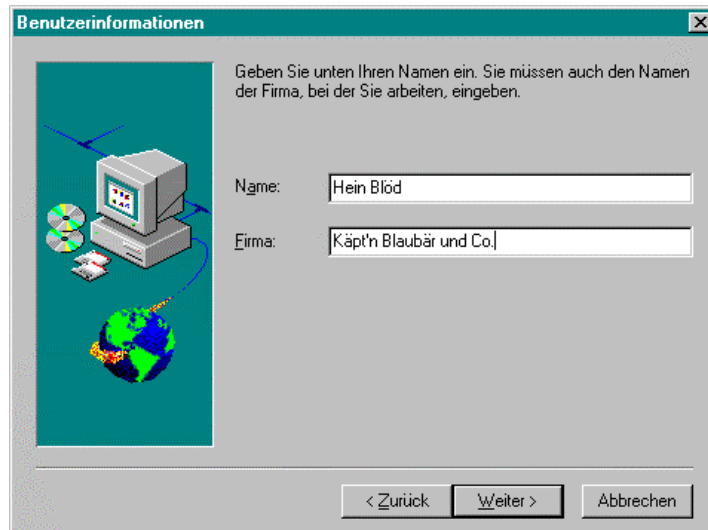 Benutzerinformationen
Geben Sie unten Ihren Namen ein. Sie müssen auch den Namen
der Firma, bei der Sie arbeiten, eingeben.
Name: Hein Blöd
Firma: Käpt'n Blaubär und Co.
< Zurück Weiter > Abbrechen